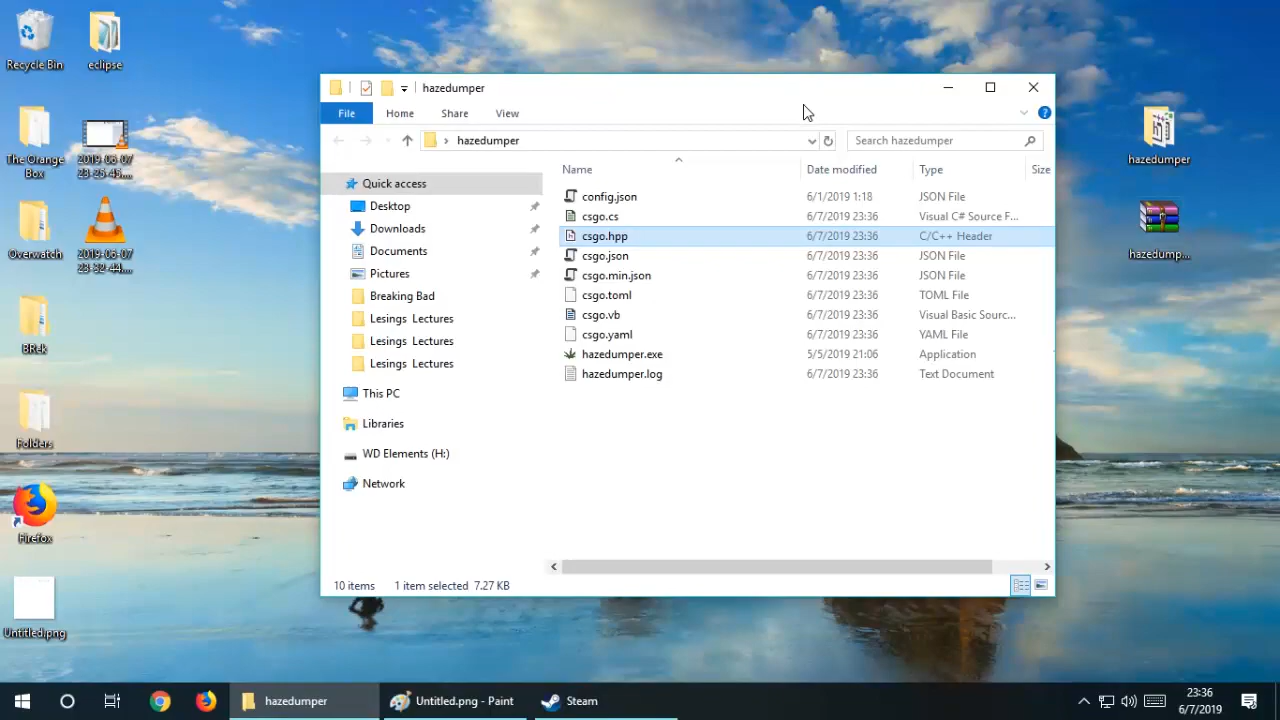 Recycle Bin
eclipse
The Orange
Box
2019-06-07
23-32-44...
Overwatch
BRek
Folders
Firefox
Untitled.png
hazedumper
File
Home
Share
View
hazedumper
Search hazedumper
Quick access
Desktop
Downloads
Documents
Pictures
Breaking Bad
Lesings Lectures
Lesings Lectures
Lesings Lectures
This PC
Libraries
WD Elements (H:)
Network
Name Date modified Type Size
config.json 6/1/2019 1:18 JSON File
csgo.cs 6/7/2019 23:36 Visual C# Source F...
csgo.hpp 6/7/2019 23:36 C/C++ Header
csgo.json 6/7/2019 23:36 JSON File
csgo.min.json 6/7/2019 23:36 JSON File
csgo.toml 6/7/2019 23:36 TOML File
csgo.vb 6/7/2019 23:36 Visual Basic Sourc...
csgo.yaml 6/7/2019 23:36 YAML File
hazedumper.exe 5/5/2019 21:06 Application
hazedumper.log 6/7/2019 23:36 Text Document
10 items 1 item selected 7.27 KB
hazedumper
hazedump...
hazedumper
Untitled.png - Paint
Steam
23:36
6/7/2019